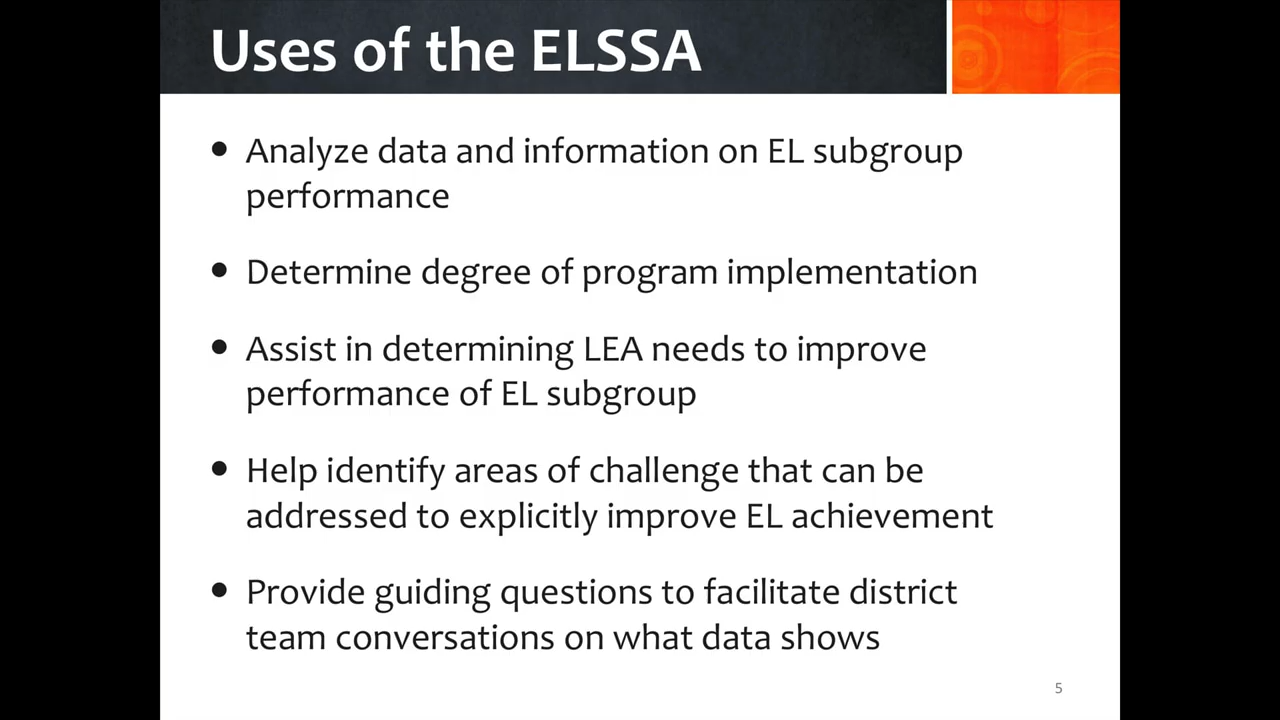 Uses of the ELSSA
• Analyze data and information on EL subgroup
performance
• Determine degree of program implementation
• Assist in determining LEA needs to improve
performance of EL subgroup
• Help identify areas of challenge that can be
addressed to explicitly improve EL achievement
• Provide guiding questions to facilitate district
team conversations on what data shows
5